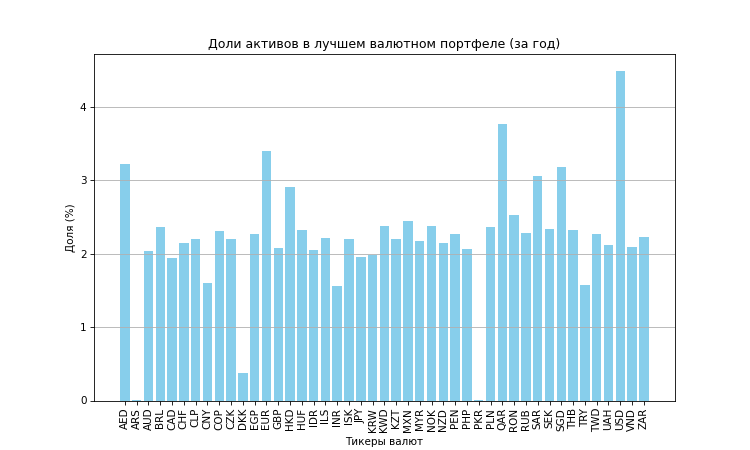 Доли активов в лучшем валютном портфеле (за год)
Доля (%)
4
3
2
1
0
AED ARS AUD BRL CAD CHF CLP CNY COP CZK DKK EGP EUR GBP HKD HUF IDR ILS INR ISK JPY KRW KWD KZT MXN MYR NOK NZD PEN PHP PKR PLN QAR RON RUB SAR SEK SGD THB TRY TWD UAH USD VND ZAR
Тикеры валют